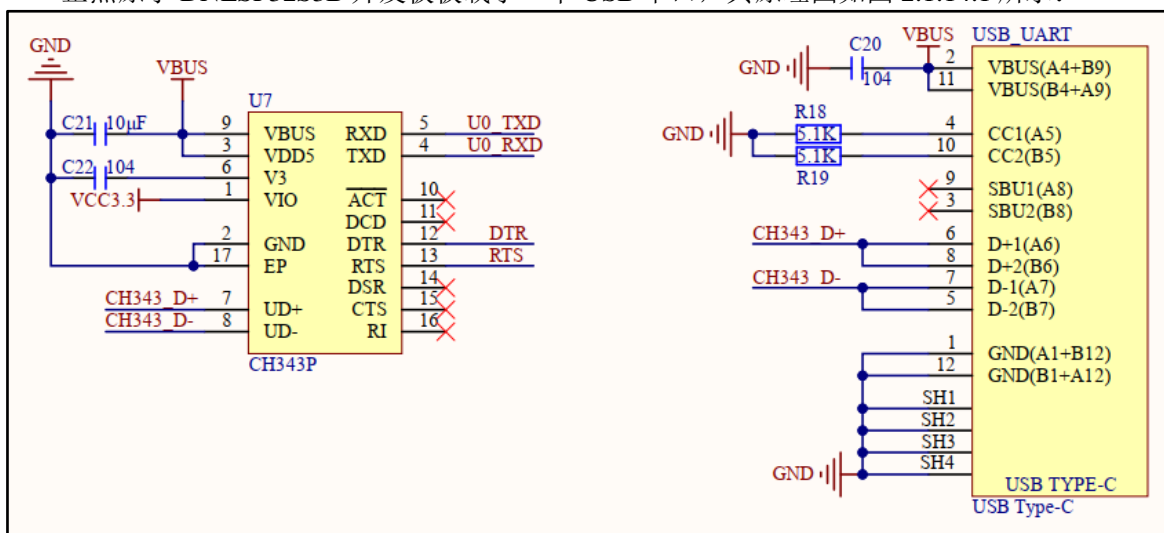 GND
VBUS
C21 10μF
C22 104
VCC3.3
U7
9 VBUS RXD 5 U0_TXD
3 VDD5 TXD 4 U0_RXD
6 V3
1 VIO ACT 10
DCD 11
2 GND DTR 12 DTR
17 EP RTS 13 RTS
DSR 14
CH343_D+ 7 UD+ CTS 15
CH343_D- 8 UD- RI 16
CH343P
VBUS USB_UART
C20
GND 104 2 VBUS(A4+B9)
11 VBUS(B4+A9)
R18
GND 5.1K 4 CC1(A5)
5.1K 10 CC2(B5)
R19
9 SBU1(A8)
3 SBU2(B8)
CH343_D+ 6 D+1(A6)
8 D+2(B6)
CH343_D- 7 D-1(A7)
5 D-2(B7)
1 GND(A1+B12)
12 GND(B1+A12)
SH1
SH2
SH3
GND SH4
USB TYPE-C
USB Type-C